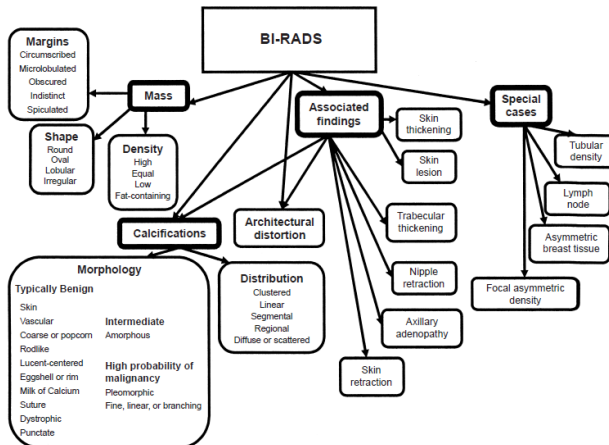 BI-RADS
Margins
Circumscribed
Microlobulated
Obscured
Indistinct
Spiculated
Mass
Shape
Round
Oval
Lobular
Irregular
Density
High
Equal
Low
Fat-containing
Associated
findings
Skin
thickening
Skin
lesion
Trabecular
thickening
Nipple
retraction
Axillary
adenopathy
Skin
retraction
Special
cases
Tubular
density
Lymph
node
Asymmetric
breast tissue
Focal asymmetric
density
Architectural
distortion
Calcifications
Morphology
Typically Benign
Skin
Vascular
Coarse or popcorn
Rodlike
Lucent-centered
Eggshell or rim
Milk of Calcium
Suture
Dystrophic
Punctate
Intermediate
Amorphous
High probability of
malignancy
Pleomorphic
Fine, linear, or branching
Distribution
Clustered
Linear
Segmental
Regional
Diffuse or scattered